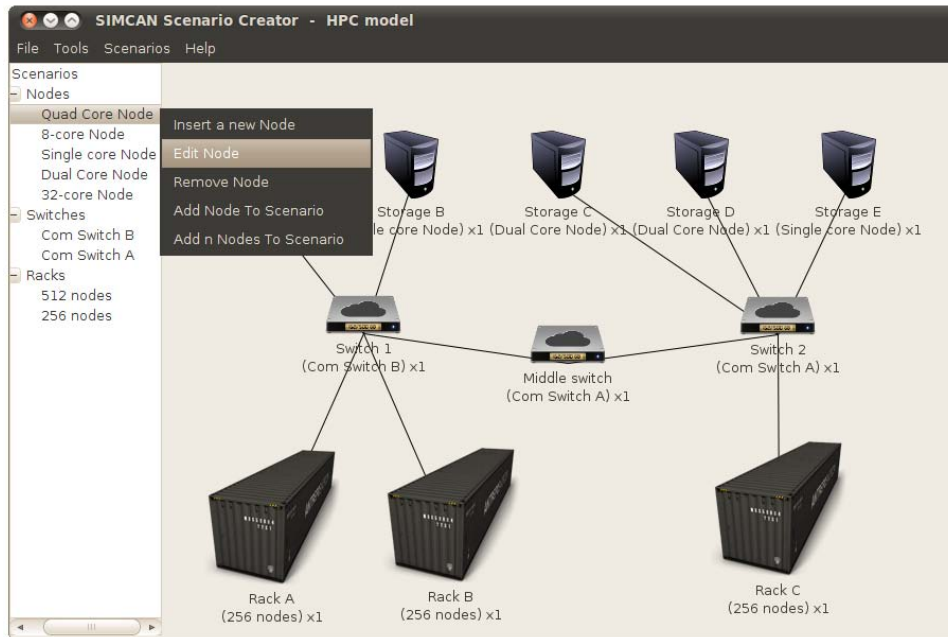 SIMCAN Scenario Creator - HPC model
File Tools Scenarios Help
Scenarios
Nodes
Quad Core Node
8-core Node
Single core Node
Dual Core Node
32-core Node
Switches
Com Switch B
Com Switch A
Racks
512 nodes
256 nodes
Insert a new Node
Edit Node
Remove Node
Add Node To Scenario
Add n Nodes To Scenario
Storage B
core Node) x1
Storage C
(Dual Core Node) x1
Storage D
(Dual Core Node) x1
Storage E
(Single core Node) x1
Switch 1
(Com Switch B) x1
Middle switch
(Com Switch A) x1
Switch 2
(Com Switch A) x1
Rack A
(256 nodes) x1
Rack B
(256 nodes) x1
Rack C
(256 nodes) x1